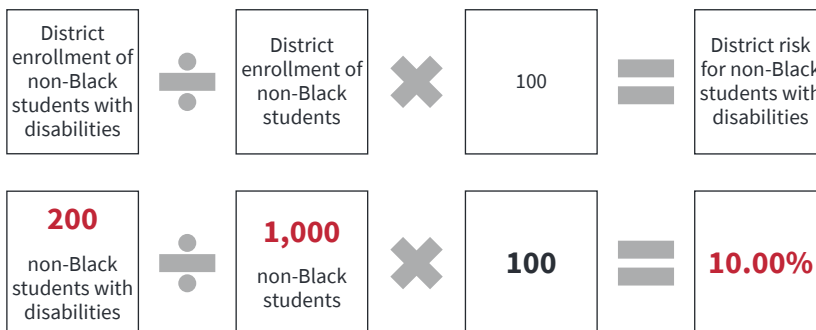 District
enrollment of
non-Black
students with
disabilities
District
enrollment of
non-Black
students
100
District risk
for non-Black
students with
disabilities
200
non-Black
students with
disabilities
1,000
non-Black
students
100
10.00%